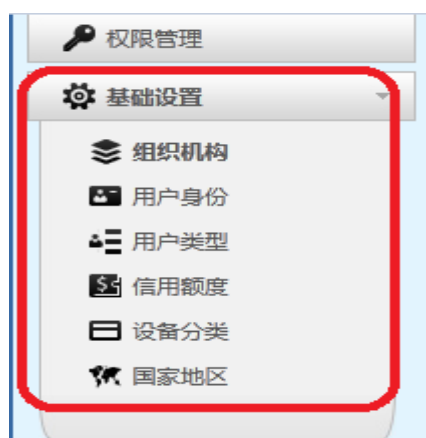 权限管理
基础设置
组织机构
用户身份
用户类型
信用额度
设备分类
国家地区